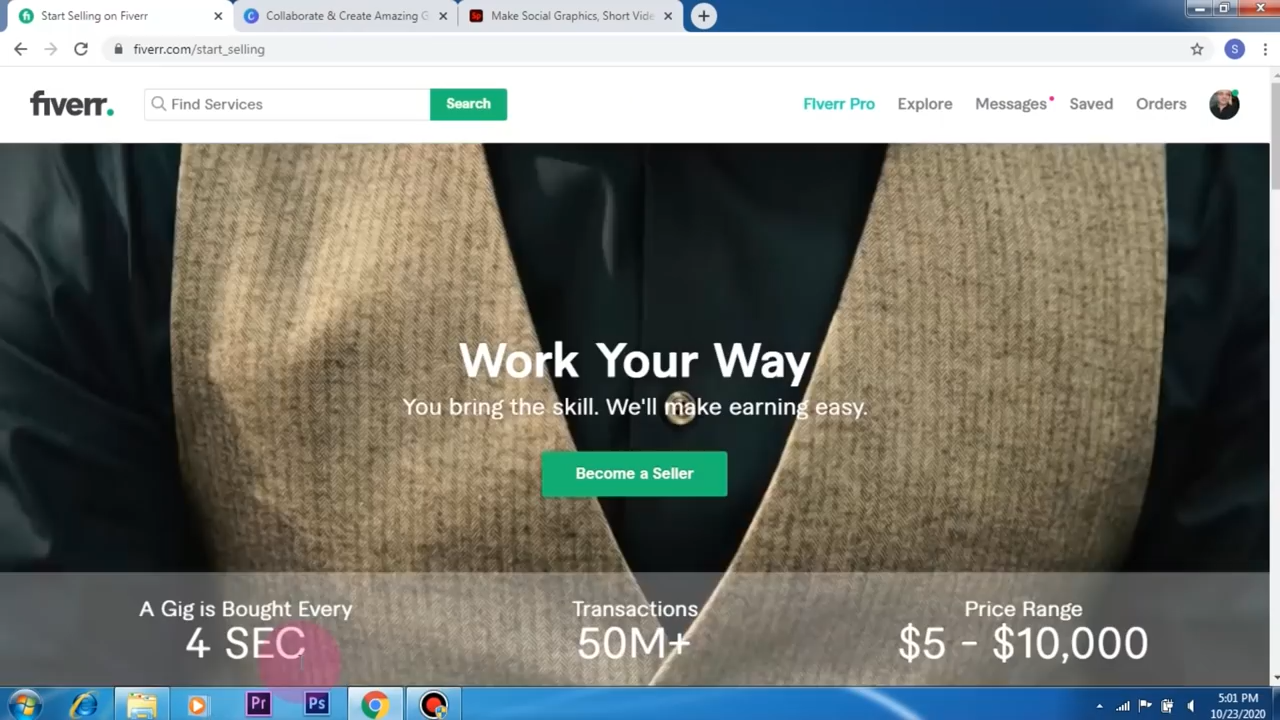 Start Selling on Fiverr
Collaborate & Create Amazing G
Make Social Graphics, Short Vide
fiverr.com/start_selling
S
fiverr.
Find Services
Search
FIverr Pro
Explore
Messages
Saved
Orders
Work Your Way
You bring the skill. We'll make earning easy.
Become a Seller
A Gig is Bought Every
4 SEC
Transactions
50M+
Price Range
$5 - $10,000
Pr
Ps
5:01 PM
10/23/2020